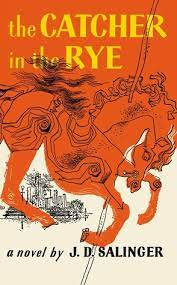 the CATCHER
in the RYE
a novel by J. D. SALINGER